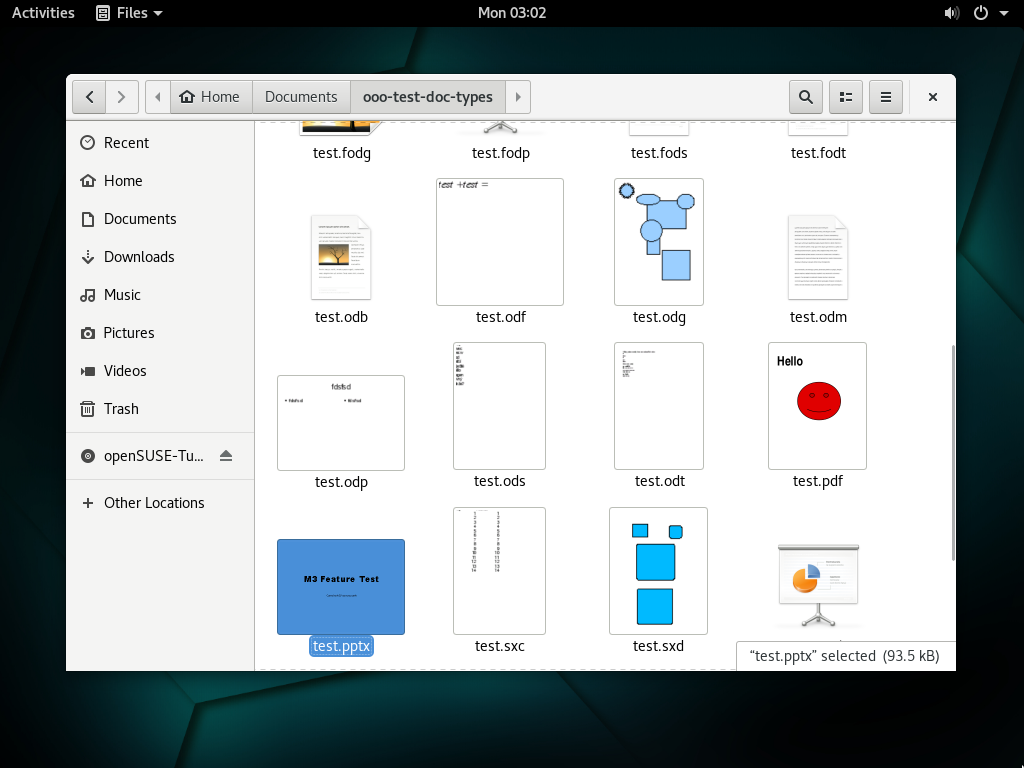 Activities Files Mon 03:02
Home Documents ooo-test-doc-types
Recent
Home
Documents
Downloads
Music
Pictures
Videos
Trash
openSUSE-Tu...
Other Locations
test.fodg test.fodp test.fods test.fodt
test +test =
test.odb test.odf test.odg test.odm
fdsfsd
Hello
test.odp test.ods test.odt test.pdf
M3 Feature Test
test.pptx test.sxc test.sxd
“test.pptx” selected (93.5 kB)